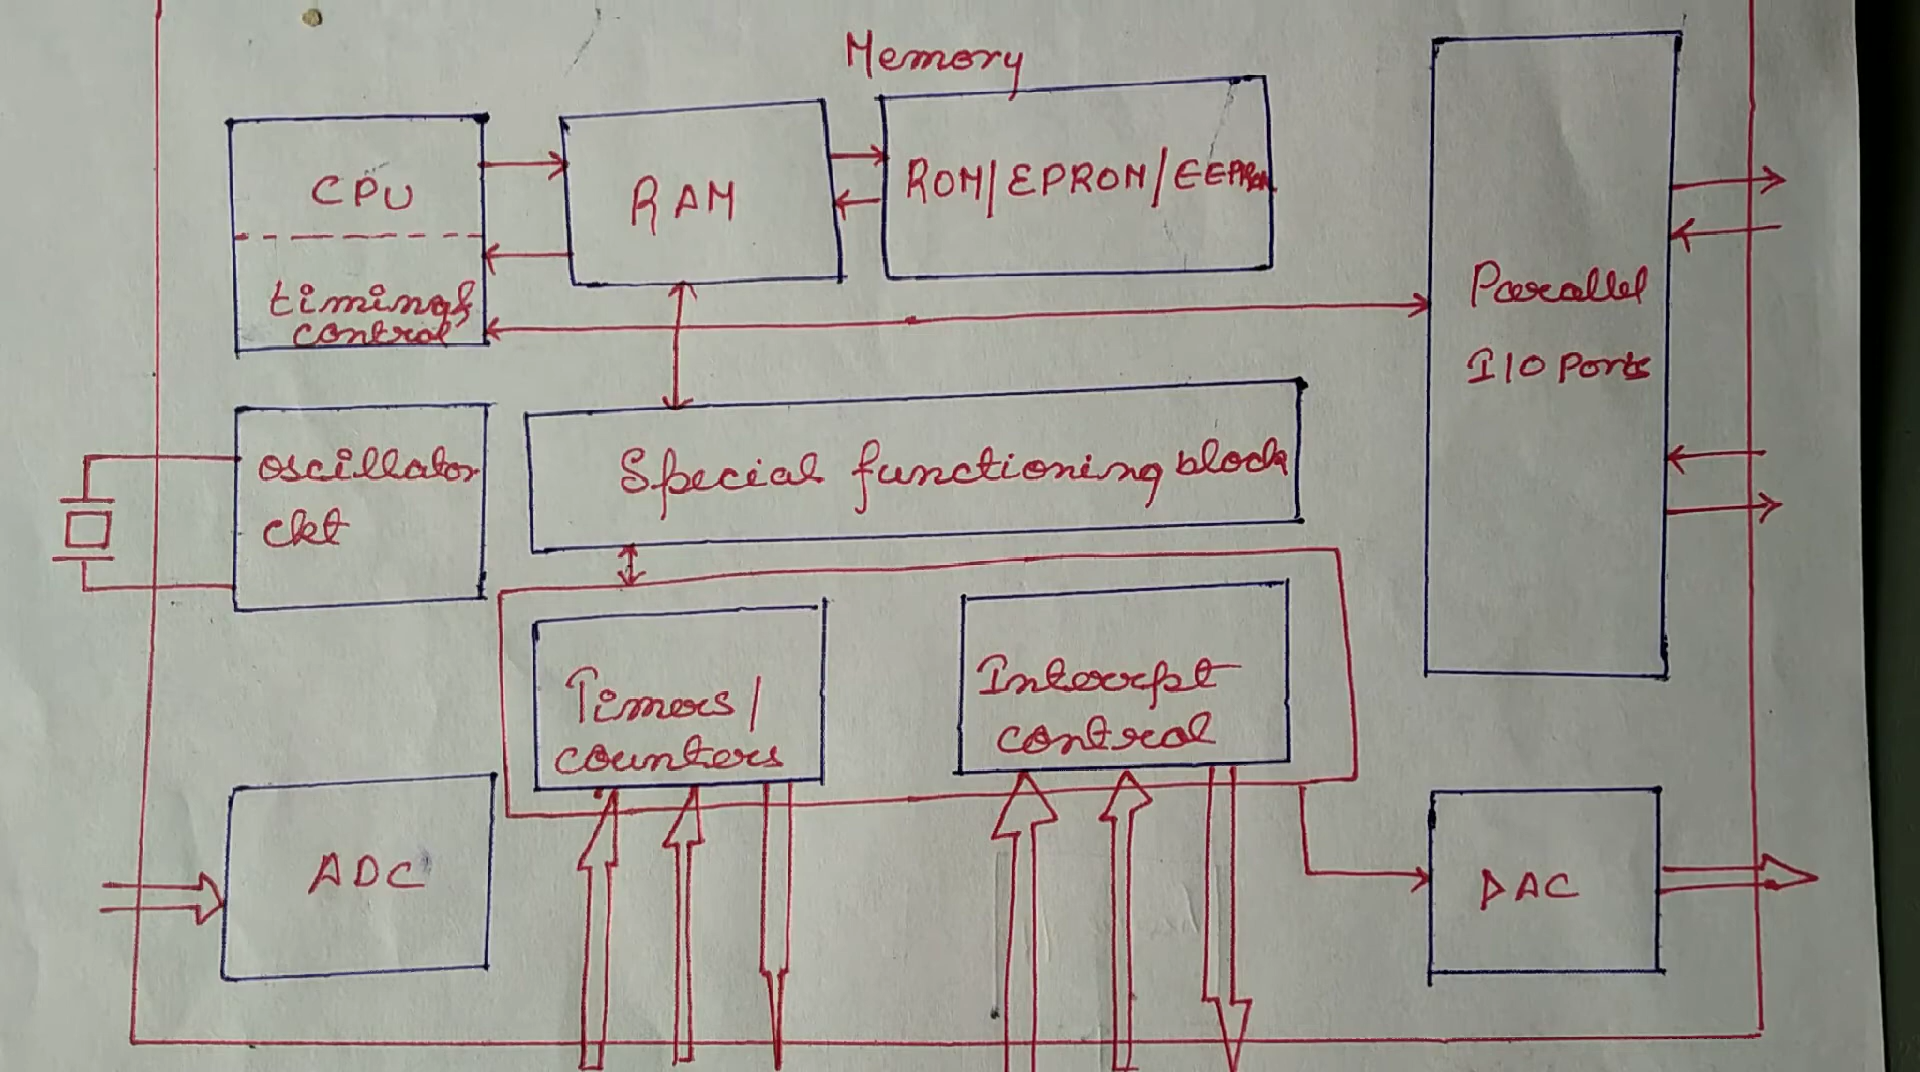 Memory
CPU
timing &
control
RAM
ROM/EPROM/EEPROM
Parallel
I/O Ports
oscillator
ckt
Special functioning block
Timers/
counters
Interrupt
control
ADC
DAC